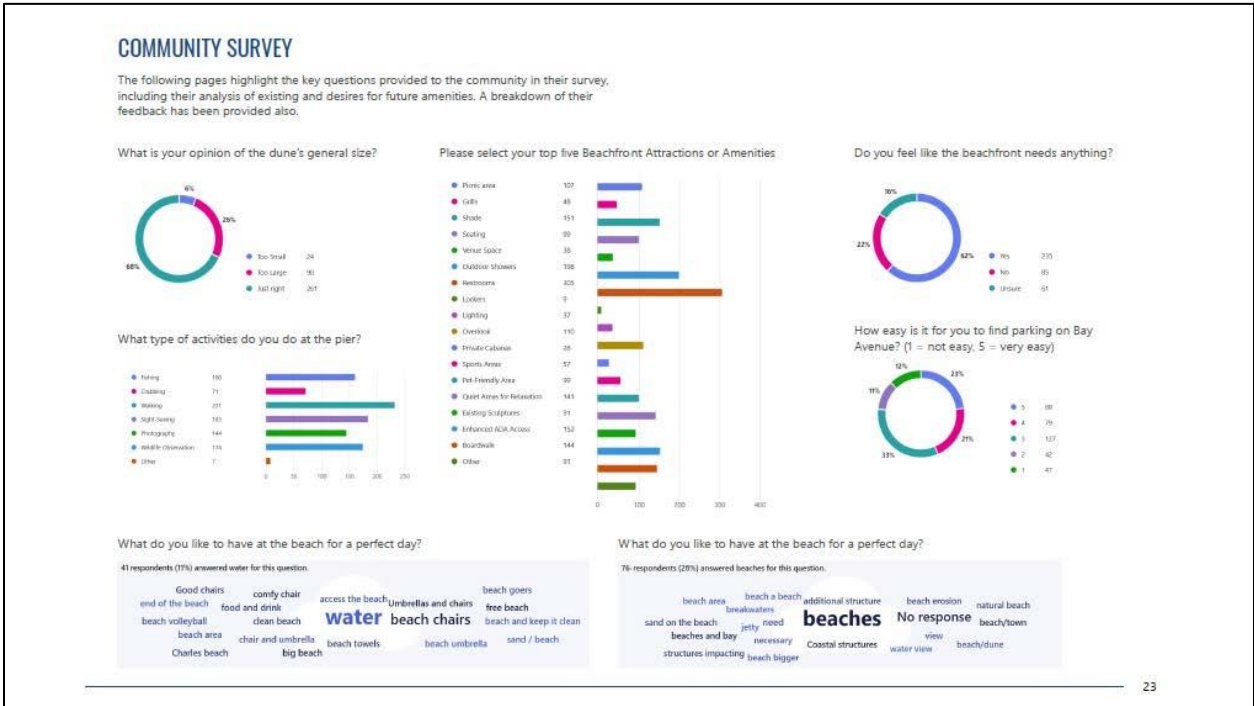 COMMUNITY SURVEY
The following pages highlight the key questions provided to the community in their survey,
including their analysis of existing and desires for future amenities. A breakdown of their
feedback has been provided also.
What is your opinion of the dune's general size?
6%
26%
68%
Too Small 24
Too Large 90
Just right 261
What type of activities do you do at the pier?
Fishing
Crabbing 71
Walking
Sight-Seeing
Photography 144
Wildlife Observation 174
Other 7
0 50 100 150 200 250
Please select your top five Beachfront Attractions or Amenities
Picnic area 107
Grills 48
Shade 151
Seating 99
Venue Space 38
Outdoor Showers 198
Restrooms 305
Lockers 9
Lighting 37
Overlook 110
Private Cabanas 28
Sports Areas 57
Pet-Friendly Area 99
Quiet Areas for Relaxation 141
Existing Sculptures 91
Enhanced ADA Access 152
Boardwalk 144
Other 91
0 100 200 300 400
Do you feel like the beachfront needs anything?
16%
22%
62%
Yes 235
No 85
Unsure 61
How easy is it for you to find parking on Bay
Avenue? (1 = not easy, 5 = very easy)
12%
23%
11%
21%
33%
5 88
4 79
3 127
2 42
1 47
What do you like to have at the beach for a perfect day?
41 respondents (11%) answered water for this question.
Good chairs
comfy chair
access the beach
Umbrellas and chairs
beach goers
end of the beach
food and drink
free beach
beach volleyball
clean beach
water
beach chairs
beach and keep it clean
beach area
chair and umbrella
beach towels
beach umbrella
sand / beach
Charles beach
big beach
What do you like to have at the beach for a perfect day?
76 respondents (20%) answered beaches for this question.
beach area
beach a beach
additional structure
beach erosion
natural beach
breakwaters
sand on the beach
jetty
need
beaches
No response
beach/town
beaches and bay
necessary
Coastal structures
view
water view
beach/dune
structures impacting
beach bigger
23